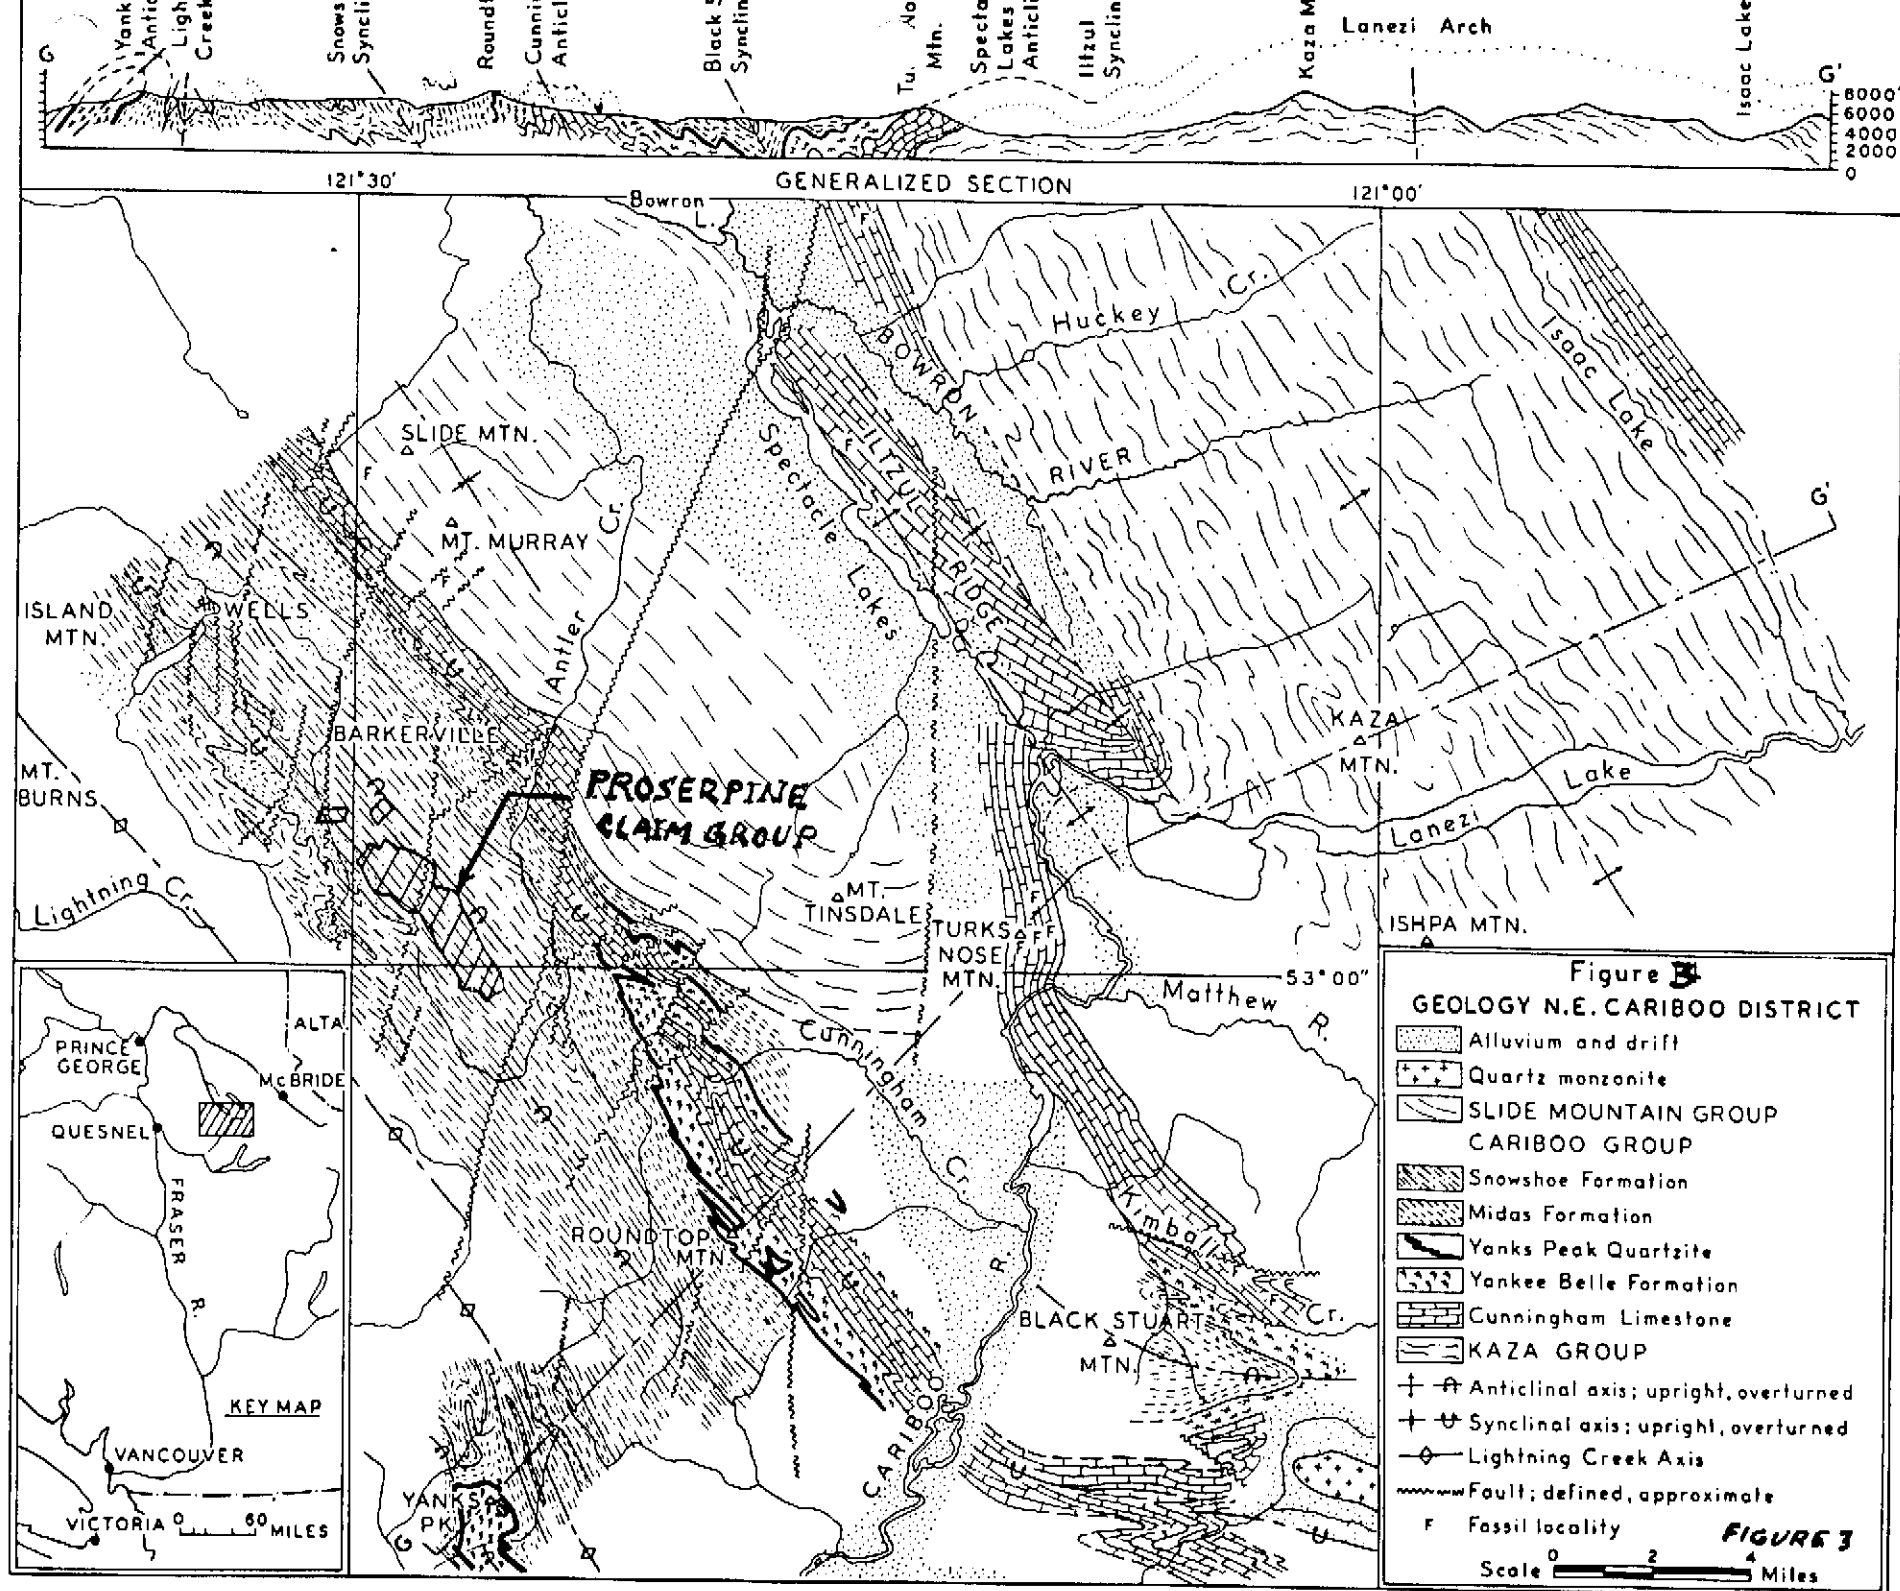 G
Yank
Antic
Ligh
Creek
Snows
Synclin
Roundt
Cunni
Anticl
Black S
Synclin
Mtn.
Specta
Lakes
Anticli
Iltzul
Synclin
Kaza M
Lanezi Arch
Isaac Lake
G'
8000'
6000
4000
2000
0
GENERALIZED SECTION
121°30'
121°00'
Bowron
L.
Huckey Cr.
BOWRON
RIVER
Isaac Lake
SLIDE MTN.
F
F
ILTZUL
RIDGE
Spectacle
Lakes
MT. MURRAY
F
Antler Cr.
G'
ISLAND
MTN.
WELLS
BARKERVILLE
KAZA
MTN.
MT.
BURNS
PROSERPINE
CLAIM GROUP
Lanezi Lake
Lightning Cr.
MT.
TINSDALE
TURKS
NOSE
MTN.
F
F
F
F
F
ISHPA MTN.
53°00"
Matthew R.
Cunningham Cr.
ROUNDTOP
MTN.
Kimball Cr.
F
F
BLACK STUART
MTN.
CARIBOO R.
YANKS
PK.
G
ALTA
PRINCE
GEORGE
McBRIDE
QUESNEL
FRASER R.
KEY MAP
VANCOUVER
VICTORIA
0 60 MILES
Figure
GEOLOGY N.E. CARIBOO DISTRICT
Alluvium and drift
Quartz monzonite
SLIDE MOUNTAIN GROUP
CARIBOO GROUP
Snowshoe Formation
Midas Formation
Yanks Peak Quartzite
Yankee Belle Formation
Cunningham Limestone
KAZA GROUP
Anticlinal axis; upright, overturned
Synclinal axis; upright, overturned
Lightning Creek Axis
Fault; defined, approximate
F Fossil locality
FIGURE 3
Scale 0 2 4 Miles